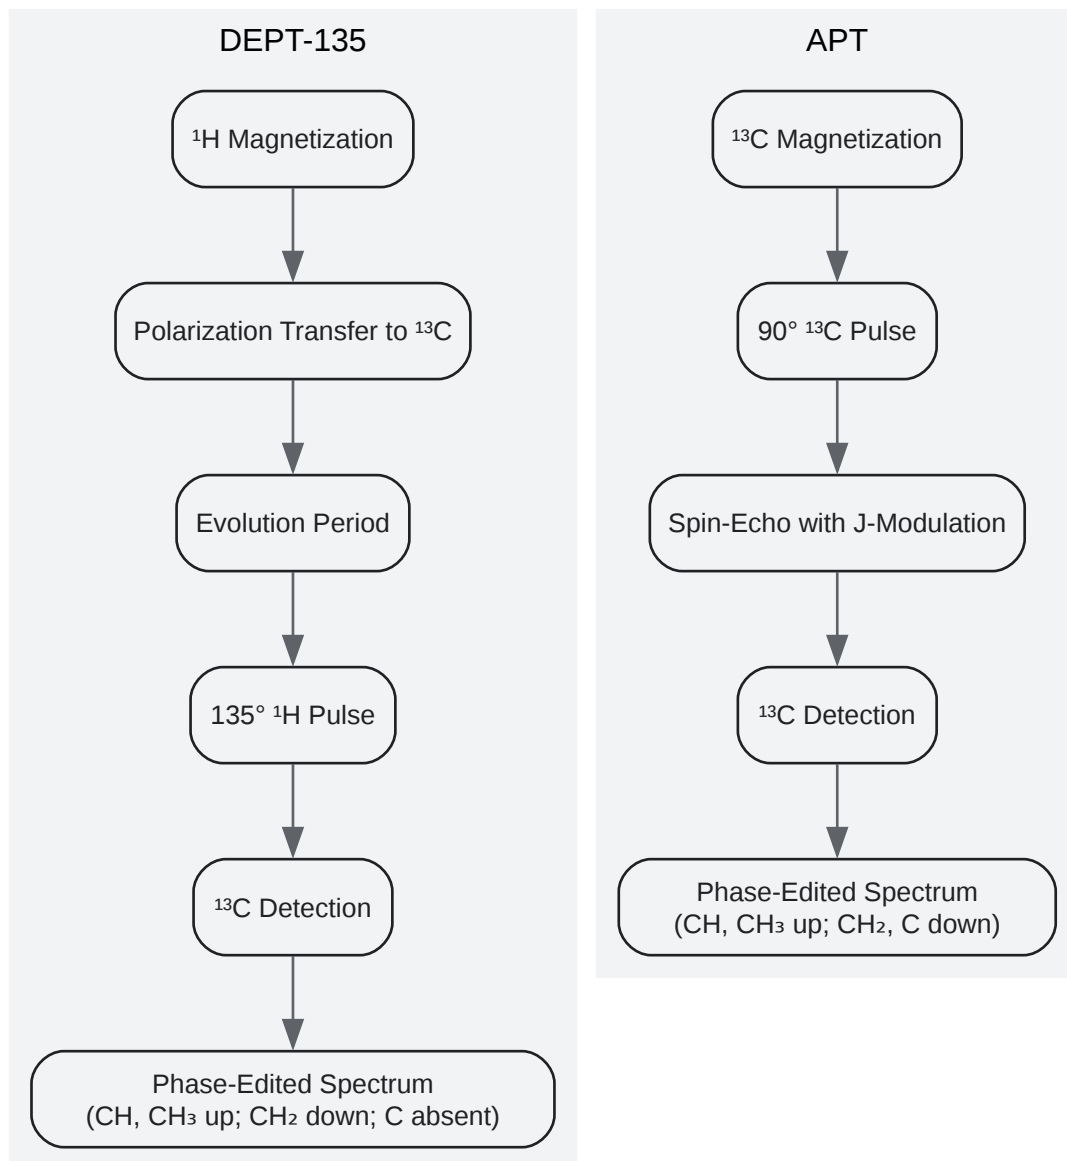 DEPT-135
¹H Magnetization
Polarization Transfer to ¹³C
Evolution Period
135° ¹H Pulse
¹³C Detection
Phase-Edited Spectrum
(CH, CH₃ up; CH₂ down; C absent)
APT
¹³C Magnetization
90° ¹³C Pulse
Spin-Echo with J-Modulation
¹³C Detection
Phase-Edited Spectrum
(CH, CH₃ up; CH₂, C down)